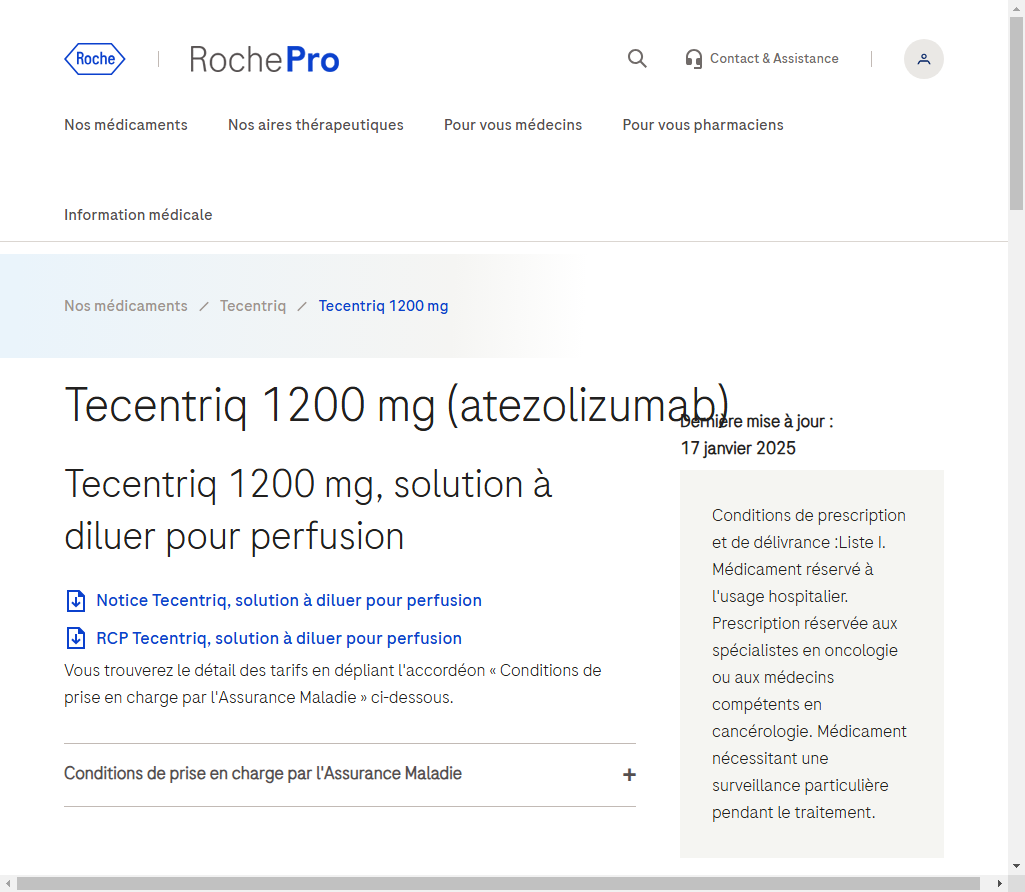 Roche
RochePro
Contact & Assistance
Nos médicaments
Nos aires thérapeutiques
Pour vous médecins
Pour vous pharmaciens
Information médicale
Nos médicaments / Tecentriq / Tecentriq 1200 mg
Tecentriq 1200 mg (atezolizumab)
Dernière mise à jour :
17 janvier 2025
Tecentriq 1200 mg, solution à
diluer pour perfusion
Notice Tecentriq, solution à diluer pour perfusion
RCP Tecentriq, solution à diluer pour perfusion
Vous trouverez le détail des tarifs en dépliant l'accordéon « Conditions de
prise en charge par l'Assurance Maladie » ci-dessous.
Conditions de prise en charge par l'Assurance Maladie +
Conditions de prescription
et de délivrance :Liste I.
Médicament réservé à
l'usage hospitalier.
Prescription réservée aux
spécialistes en oncologie
ou aux médecins
compétents en
cancérologie. Médicament
nécessitant une
surveillance particulière
pendant le traitement.